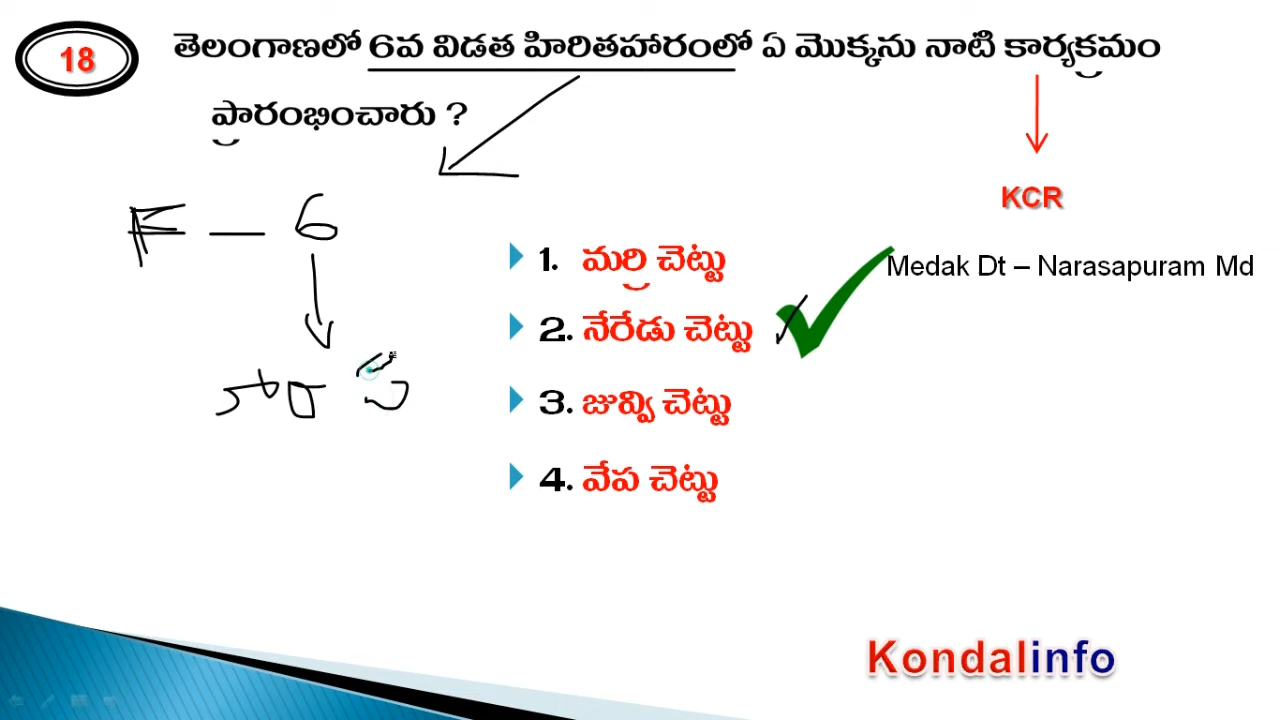 18
తెలంగాణలో 6వ విడత హరితహారంలో ఏ మొక్కను నాటి కార్యక్రమం
ప్రారంభించారు ?
KCR
6
1. మర్రి చెట్టు
Medak Dt – Narasapuram Md
2. నేరేడు చెట్టు
3. జువ్వి చెట్టు
4. వేప చెట్టు
Kondalinfo